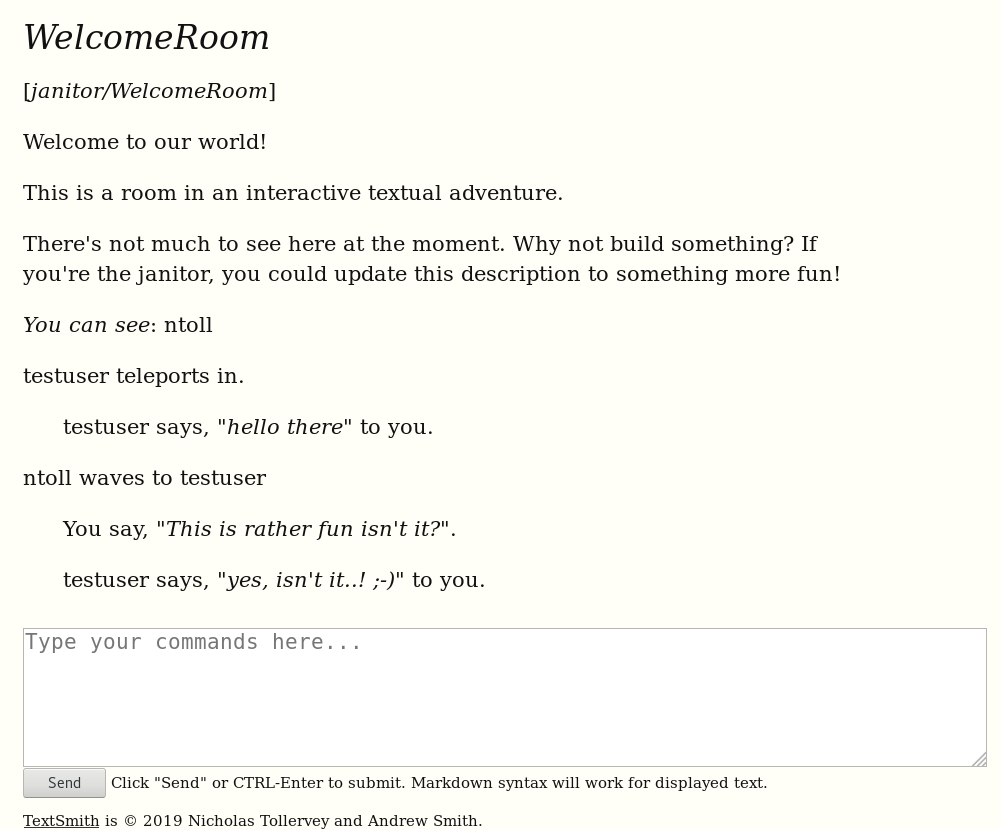 WelcomeRoom
[janitor/WelcomeRoom]
Welcome to our world!
This is a room in an interactive textual adventure.
There's not much to see here at the moment. Why not build something? If
you're the janitor, you could update this description to something more fun!
You can see: ntoll
testuser teleports in.
testuser says, "hello there" to you.
ntoll waves to testuser
You say, "This is rather fun isn't it?".
testuser says, "yes, isn't it..! ;-)" to you.
Type your commands here...
Send Click "Send" or CTRL-Enter to submit. Markdown syntax will work for displayed text.
TextSmith is © 2019 Nicholas Tollervey and Andrew Smith.